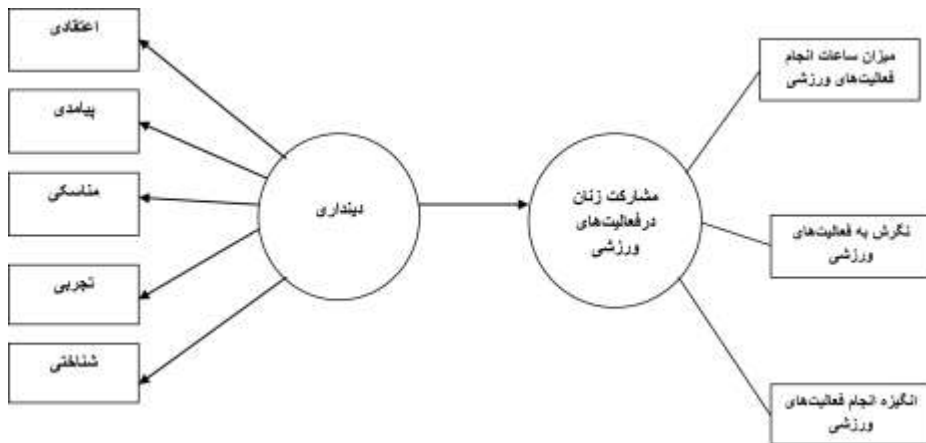 اعتقادی
پیامدی
مناسکی
تجربی
شناختی
دینداری
مشارکت زنان
درفعالیت‌های
ورزشی
میزان ساعات انجام
فعالیت‌های ورزشی
نگرش به فعالیت‌های
ورزشی
انگیزه انجام فعالیت‌های
ورزشی